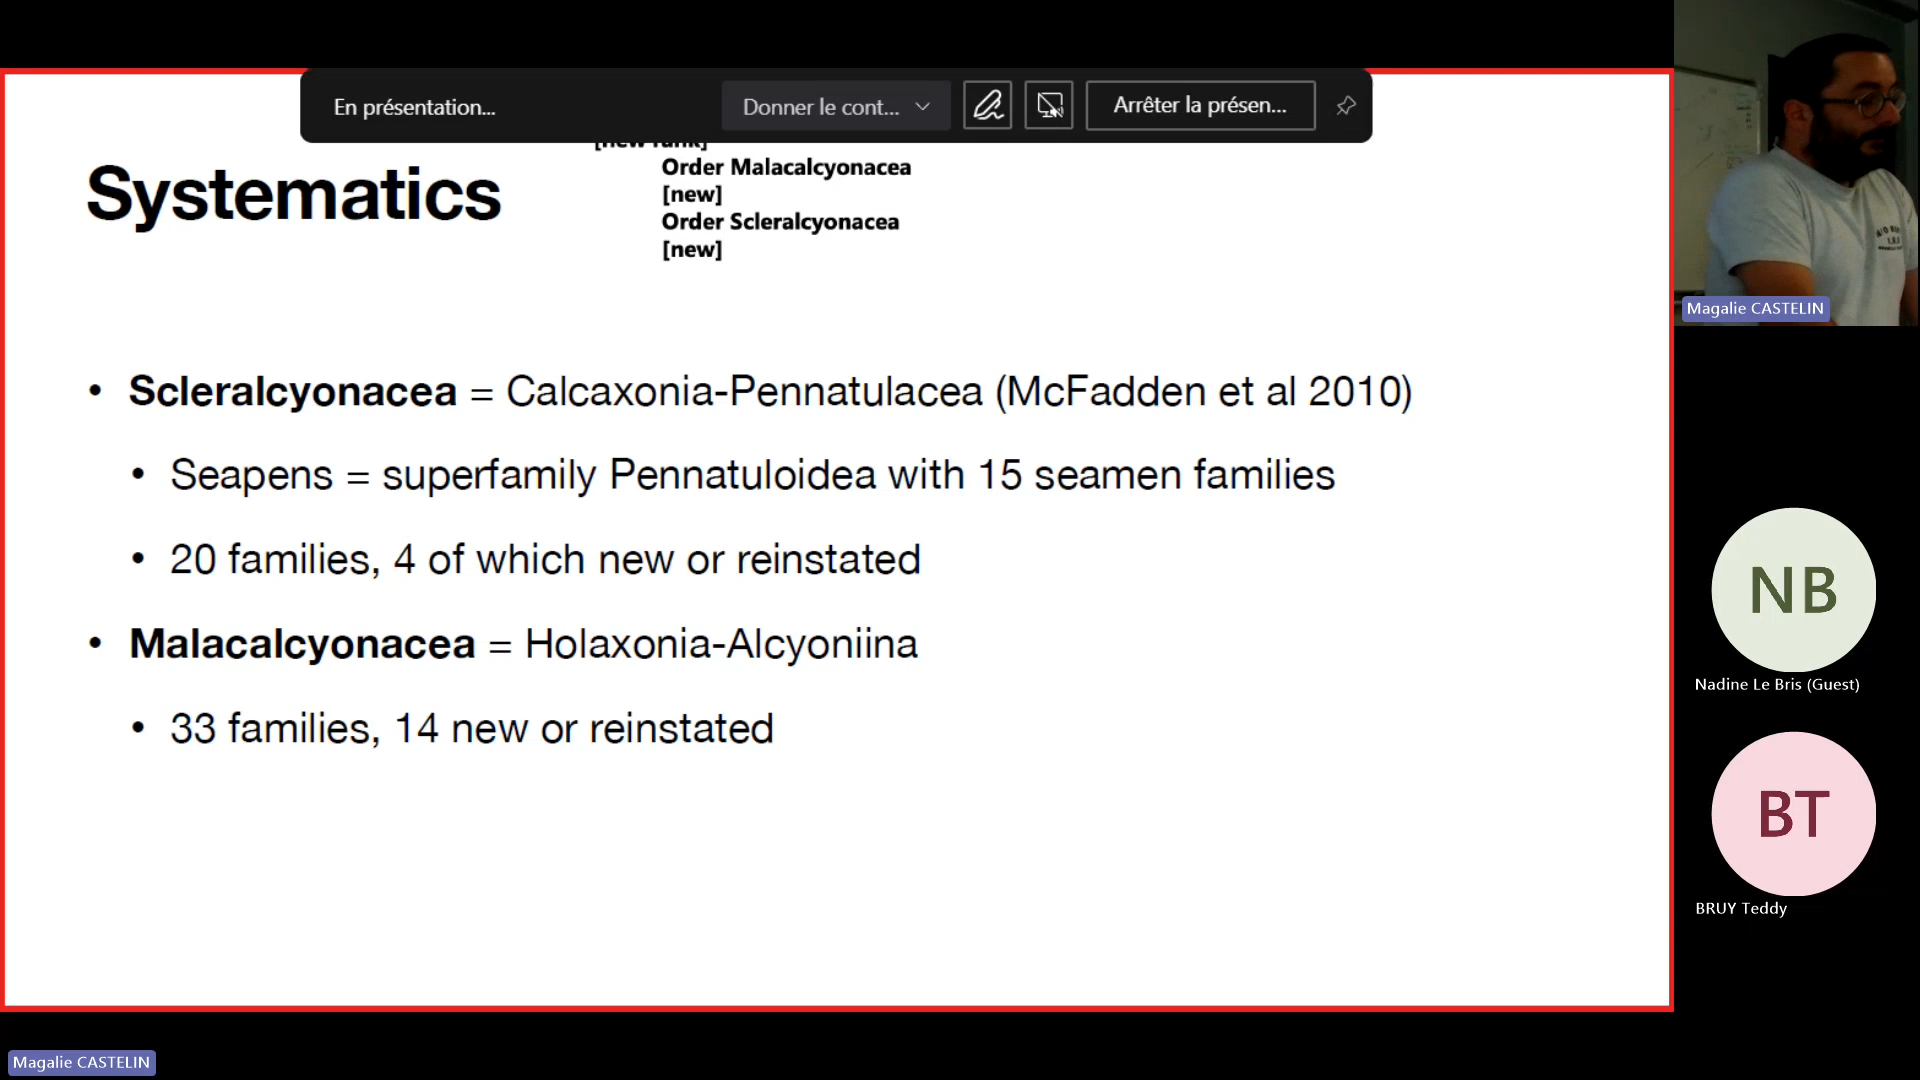 En présentation...
Donner le cont...
Arrêter la présen...
[new rank]
Systematics
Order Malacalcyonacea
[new]
Order Scleralcyonacea
[new]
• Scleralcyonacea = Calcaxonia-Pennatulacea (McFadden et al 2010)
• Seapens = superfamily Pennatuloidea with 15 seamen families
• 20 families, 4 of which new or reinstated
• Malacalcyonacea = Holaxonia-Alcyoniina
• 33 families, 14 new or reinstated
Magalie CASTELIN
NB
Nadine Le Bris (Guest)
BT
BRUY Teddy
Magalie CASTELIN